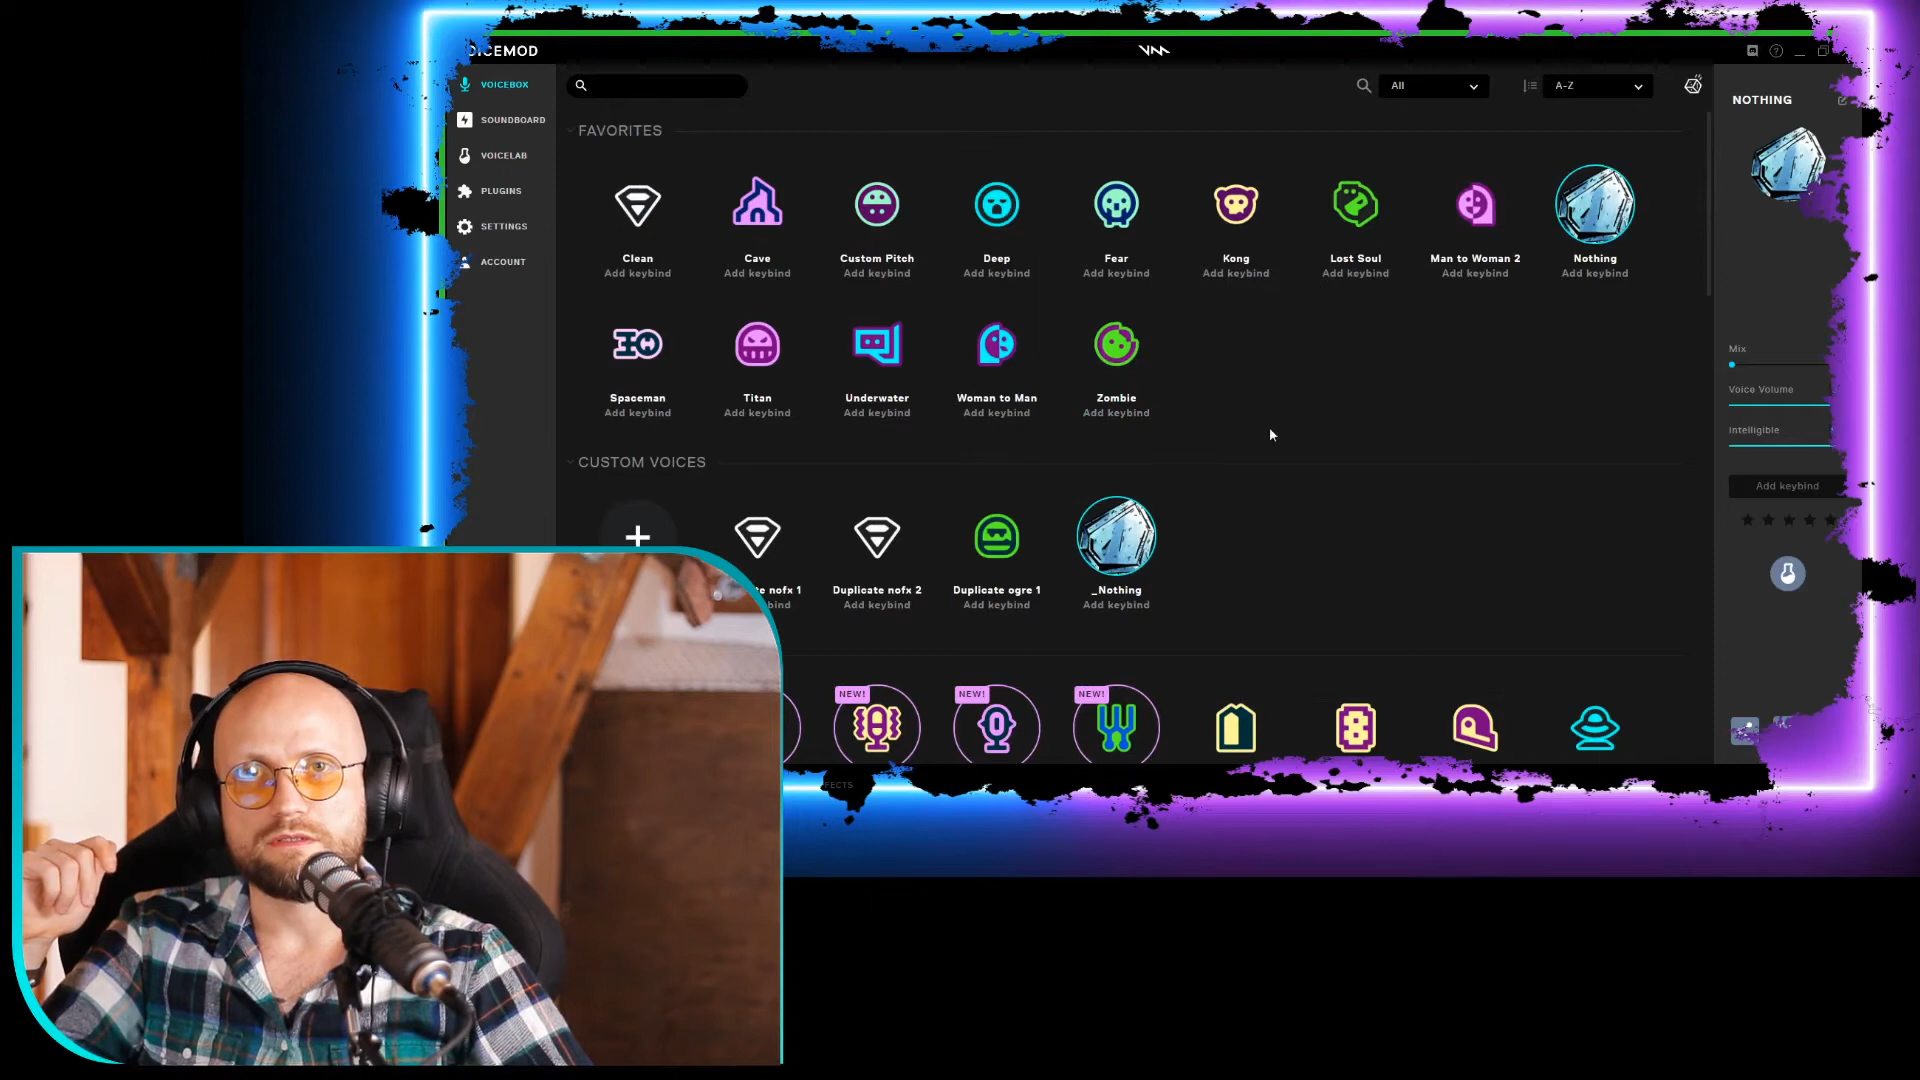 OICEMOD
VOICEBOX
SOUNDBOARD
VOICELAB
PLUGINS
SETTINGS
ACCOUNT
All
A-Z
FAVORITES
Clean
Add keybind
Cave
Add keybind
Custom Pitch
Add keybind
Deep
Add keybind
Fear
Add keybind
Kong
Add keybind
Lost Soul
Add keybind
Man to Woman 2
Add keybind
Nothing
Add keybind
Spaceman
Add keybind
Titan
Add keybind
Underwater
Add keybind
Woman to Man
Add keybind
Zombie
Add keybind
CUSTOM VOICES
te nofx 1
bind
Duplicate nofx 2
Add keybind
Duplicate ogre 1
Add keybind
_Nothing
Add keybind
NEW!
NEW!
NEW!
FECTS
NOTHING
Mix
Voice Volume
Intelligible
Add keybind